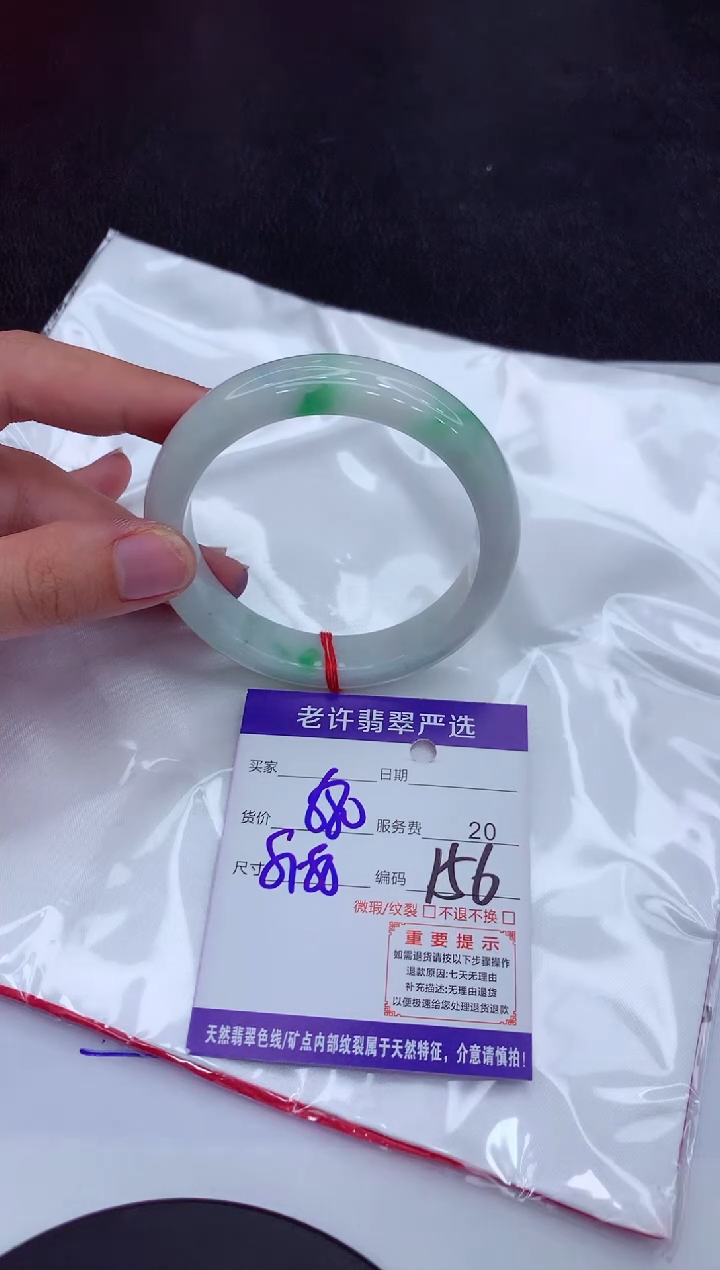 老许翡翠严选
买家 日期
货价 服务费 20
尺寸 编码 156
微瑕/纹裂 □ 不退不换 □
重要提示
如需退货请按以下步骤操作
退款原因:七天无理由
补充描述:无理由退货
以便极速给您处理退货退款
天然翡翠色线/矿点内部纹裂属于天然特征，介意请慎拍!